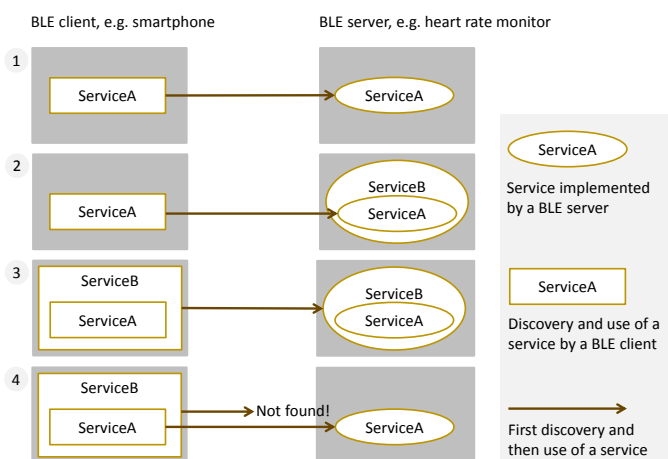 BLE client, e.g. smartphone
BLE server, e.g. heart rate monitor
1
ServiceA
ServiceA
2
ServiceA
ServiceB
ServiceA
3
ServiceB
ServiceA
ServiceB
ServiceA
4
ServiceB
ServiceA
Not found!
ServiceA
ServiceA
Service implemented
by a BLE server
ServiceA
Discovery and use of a
service by a BLE client
First discovery and
then use of a service